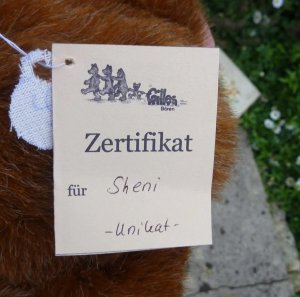 Gilles
Bären
Zertifikat
für Sheni
-Unikat-